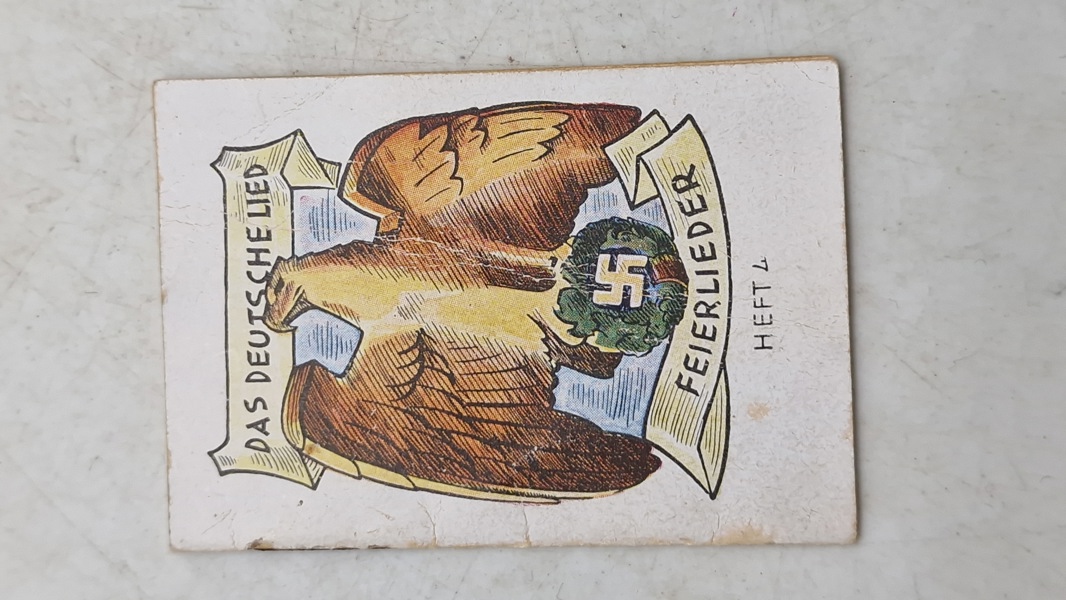 DAS DEUTSCHE LIED
FEIERLIEDER
HEFT 4